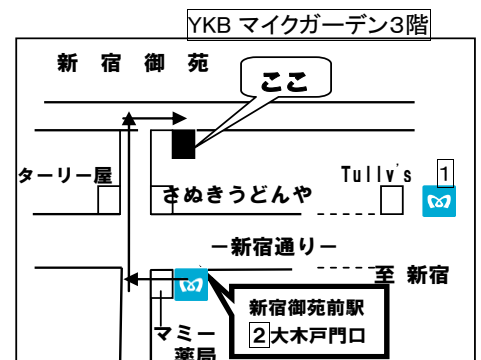 YKB マイクガーデン３階
新 宿 御 苑
ここ
ターリー屋
Tully's
1
さぬきうどんや
－新宿通り－
至 新宿
新宿御苑前駅
2大木戸門口
マミー
薬局